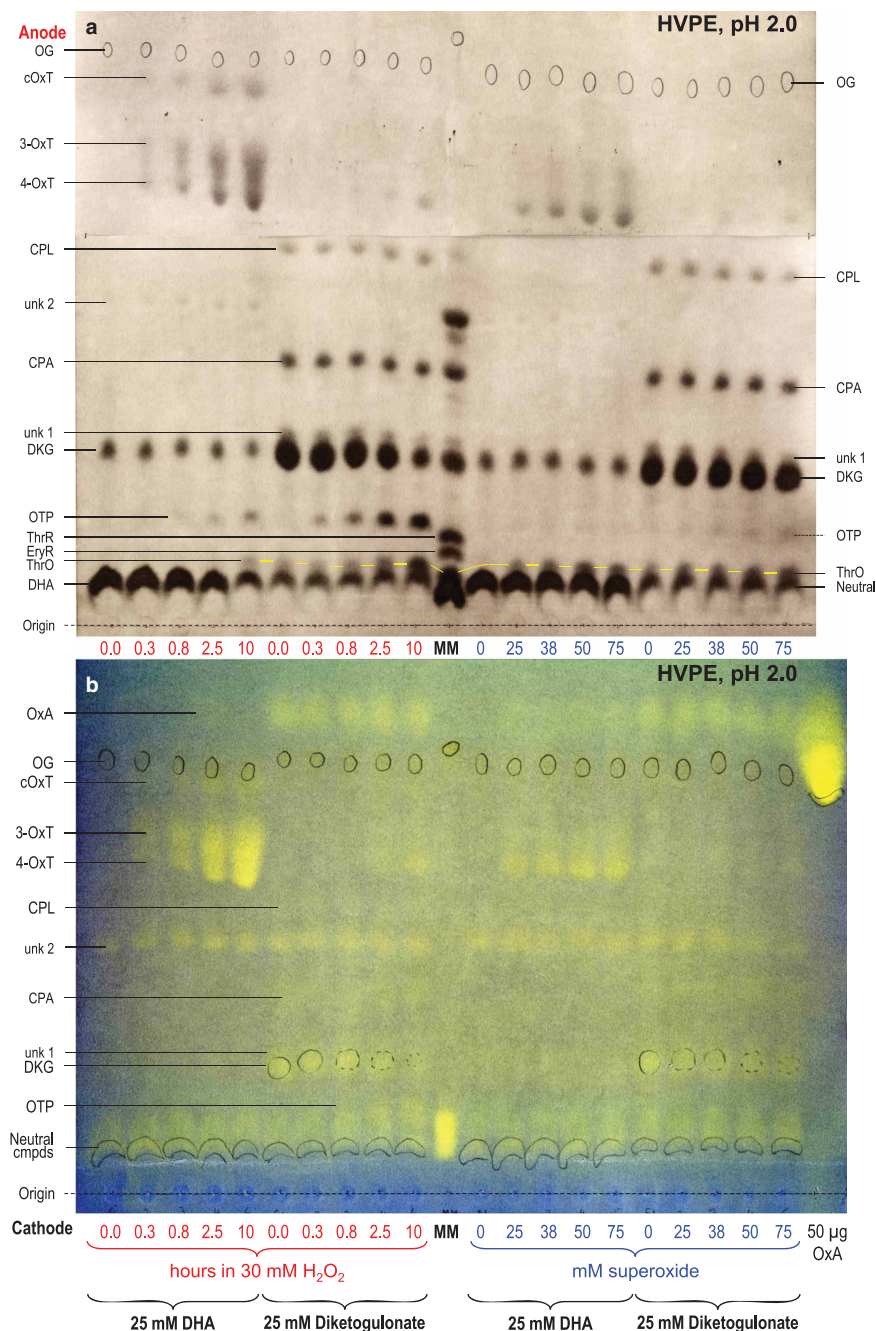 Anode
a
HVPE, pH 2.0
OG
cOxT
3-OxT
4-OxT
CPL
unk 2
CPA
unk 1
DKG
OTP
ThrR
EryR
ThrO
DHA
Origin
OG
CPL
CPA
unk 1
DKG
OTP
ThrO
Neutral
0.0 0.3 0.8 2.5 10 0.0 0.3 0.8 2.5 10 MM 0 25 38 50 75 0 25 38 50 75
b
HVPE, pH 2.0
OxA
OG
cOxT
3-OxT
4-OxT
CPL
unk 2
CPA
unk 1
DKG
OTP
Neutral
cmpds
Origin
Cathode 0.0 0.3 0.8 2.5 10 0.0 0.3 0.8 2.5 10 MM 0 25 38 50 75 0 25 38 50 75 50 µg
OxA
hours in 30 mM H₂O₂ mM superoxide
25 mM DHA 25 mM Diketogulonate 25 mM DHA 25 mM Diketogulonate